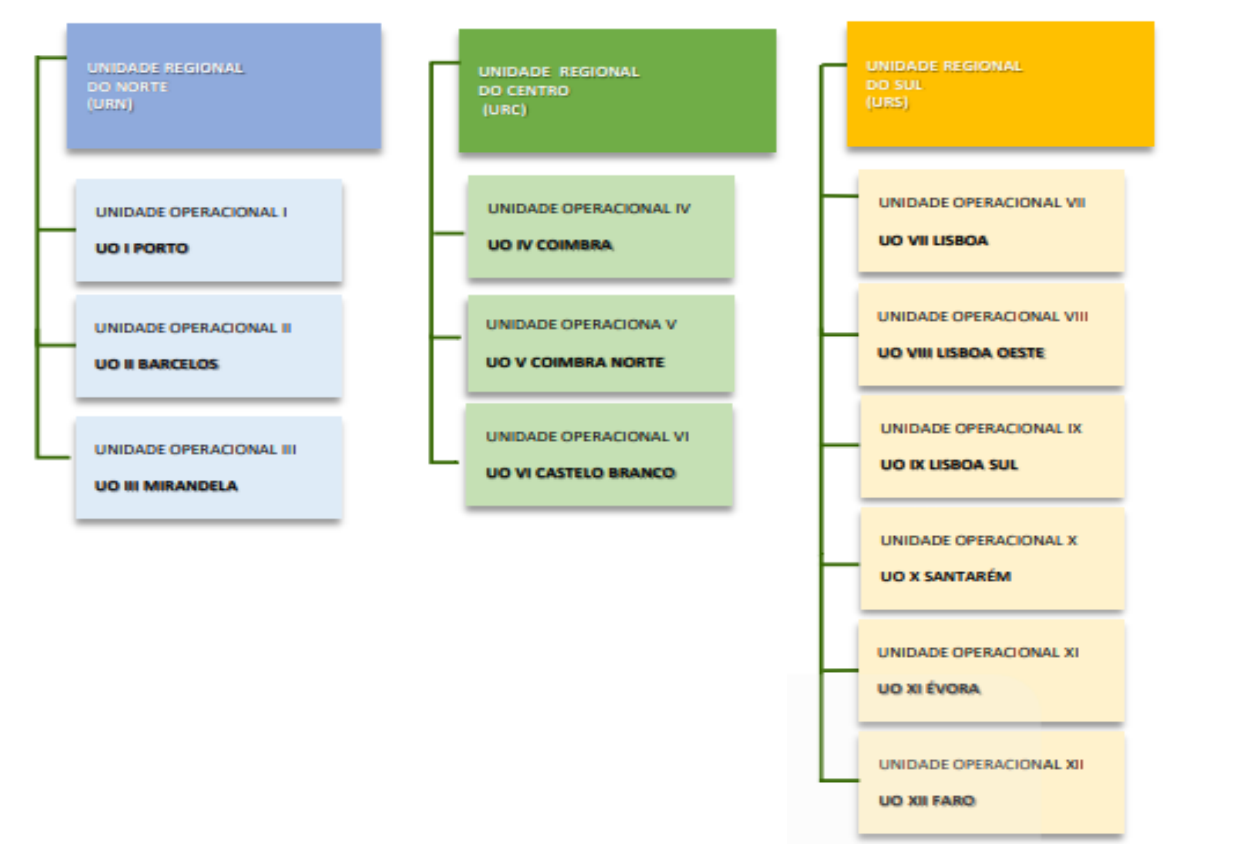 UNIDADE REGIONAL
DO NORTE
(URN)
UNIDADE OPERACIONAL I
UO I PORTO
UNIDADE OPERACIONAL II
UO II BARCELOS
UNIDADE OPERACIONAL III
UO III MIRANDELA
UNIDADE REGIONAL
DO CENTRO
(URC)
UNIDADE OPERACIONAL IV
UO IV COIMBRA
UNIDADE OPERACIONA V
UO V COIMBRA NORTE
UNIDADE OPERACIONAL VI
UO VI CASTELO BRANCO
UNIDADE REGIONAL
DO SUL
(URS)
UNIDADE OPERACIONAL VII
UO VII LISBOA
UNIDADE OPERACIONAL VIII
UO VIII LISBOA OESTE
UNIDADE OPERACIONAL IX
UO IX LISBOA SUL
UNIDADE OPERACIONAL X
UO X SANTARÉM
UNIDADE OPERACIONAL XI
UO XI ÉVORA
UNIDADE OPERACIONAL XII
UO XII FARO